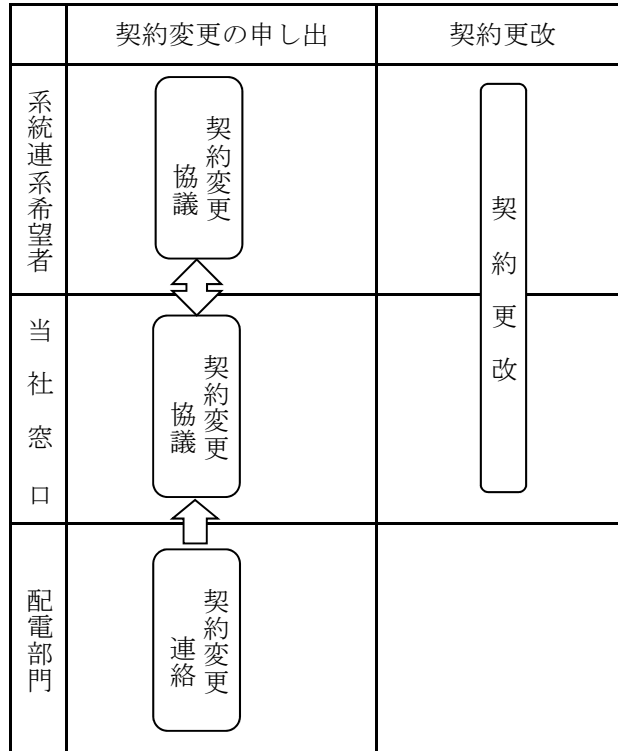 契約変更の申し出
契約更改
系統連系希望者
契約変更
協議
契約更改
当社窓口
契約変更
協議
配電部門
契約変更
連絡